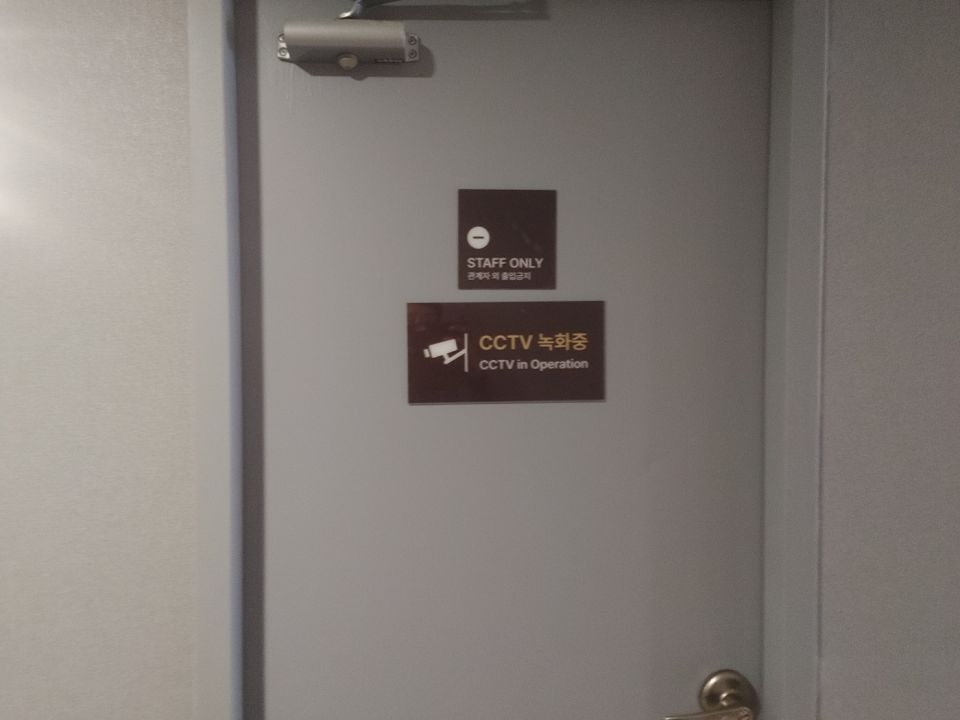 STAFF ONLY
관계자 외 출입금지
CCTV 녹화중
CCTV in Operation